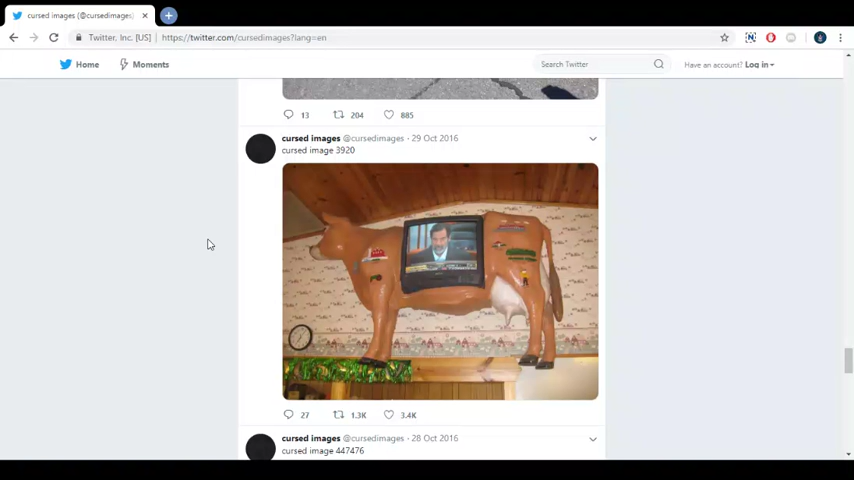 cursed images (@cursedimages)
Twitter, Inc. [US] https://twitter.com/cursedimages?lang=en
Home Moments Search Twitter Have an account? Log in
13 204 885
cursed images @cursedimages · 29 Oct 2016
cursed image 3920
27 1.3K 3.4K
cursed images @cursedimages · 28 Oct 2016
cursed image 447476